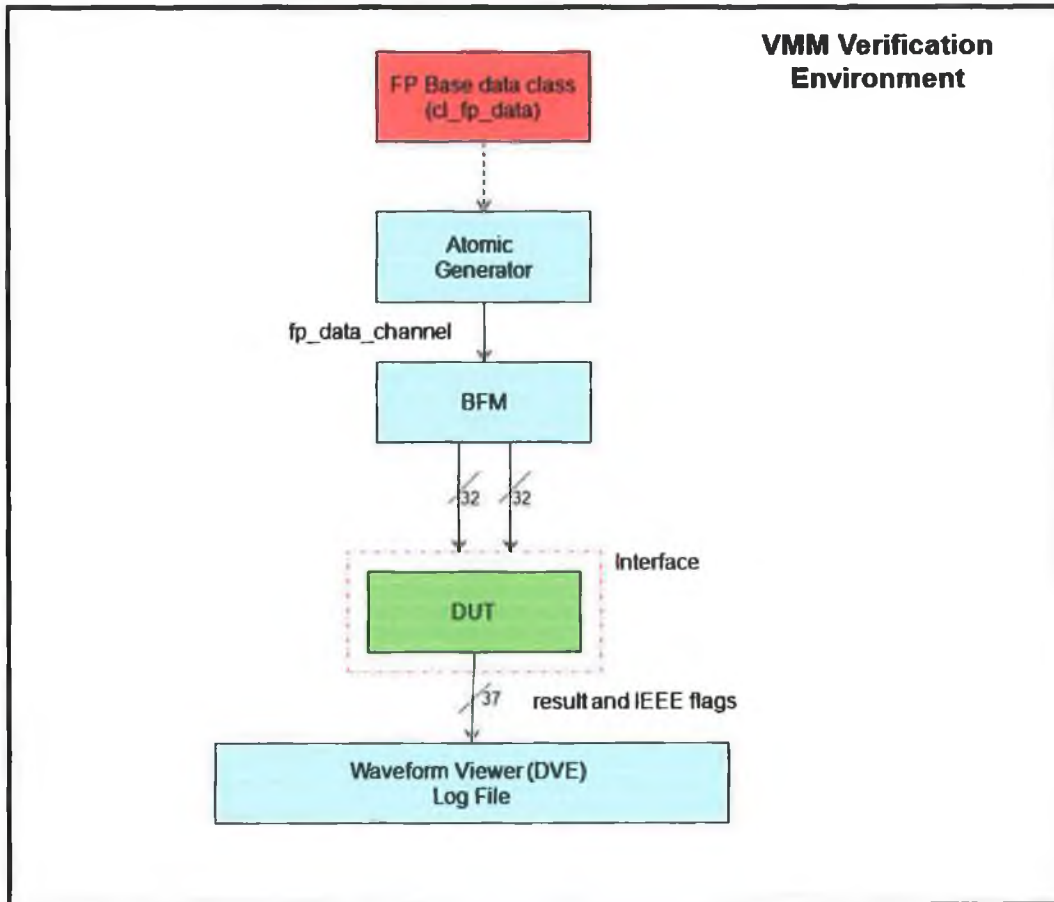 VMM Verification
Environment
FP Base data class
(cl_fp_data)
Atomic
Generator
fp_data_channel
BFM
32
32
Interface
DUT
37
result and IEEE flags
Waveform Viewer (DVE)
Log File